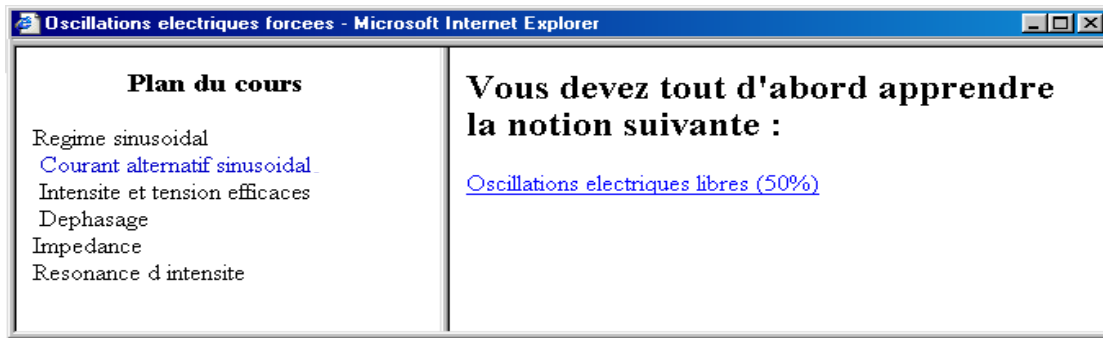 Oscillations electriques forcees - Microsoft Internet Explorer
Plan du cours
Regime sinusoidal
Courant alternatif sinusoidal
Intensite et tension efficaces
Dephasage
Impedance
Resonance d intensite
Vous devez tout d'abord apprendre
la notion suivante :
Oscillations electriques libres (50%)